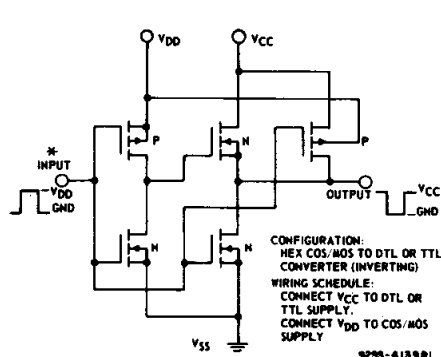 VDD
VCC
P
N
P
*
INPUT
VDD
GND
OUTPUT
VCC
GND
N
N
CONFIGURATION:
HEX COS/MOS TO DTL OR TTL
CONVERTER (INVERTING)
WIRING SCHEDULE:
CONNECT VCC TO DTL OR
TTL SUPPLY.
CONNECT VDD TO COS/MOS
SUPPLY
VSS